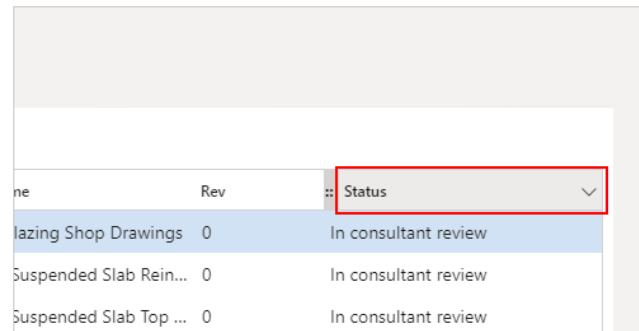 ne Rev Status
lazing Shop Drawings 0 In consultant review
Suspended Slab Rein... 0 In consultant review
Suspended Slab Top ... 0 In consultant review